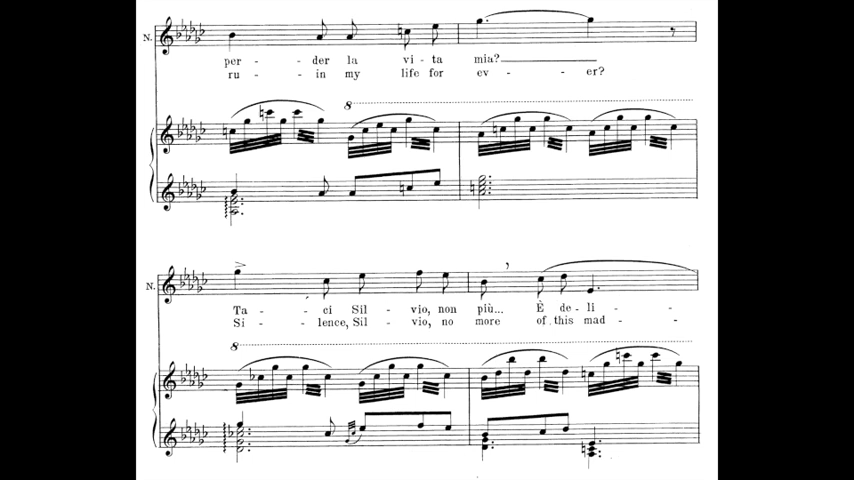 N.
per - - der la vi - ta mia?
ru - - in my life for ev - - er?
8
N.
Ta - - ci Sil - vio, non più... È de - li -
Si - - lence, Sil - vio, no more of this mad -
8